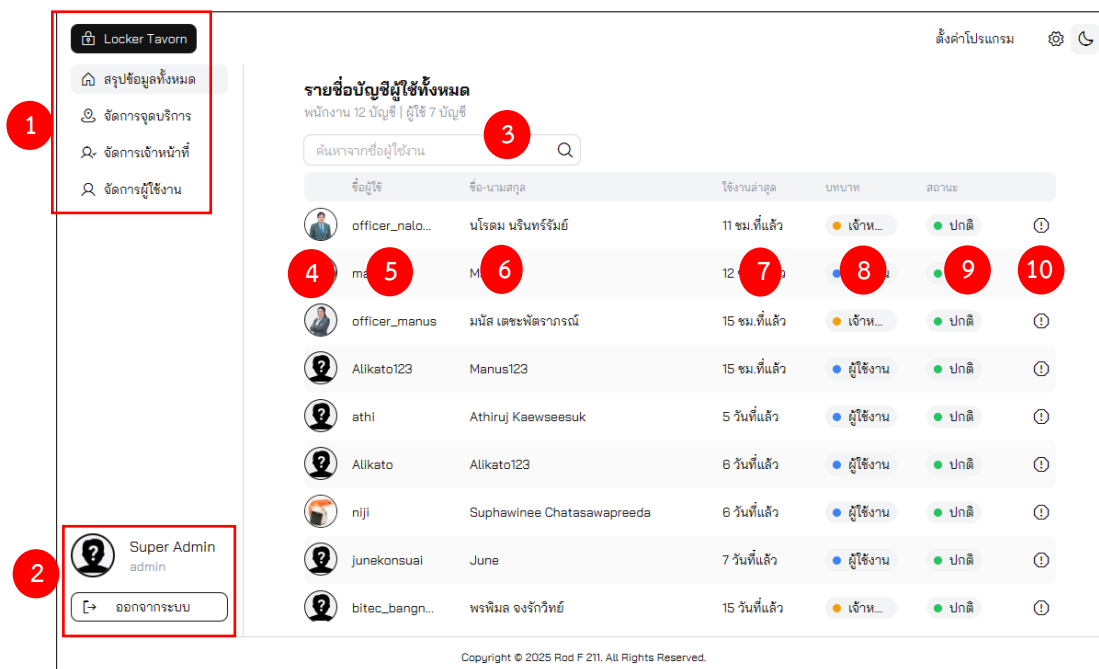 Locker Tavorn
ตั้งค่าโปรแกรม
สรุปข้อมูลทั้งหมด
จัดการจุดบริการ
จัดการเจ้าหน้าที่
จัดการผู้ใช้งาน
1
รายชื่อบัญชีผู้ใช้ทั้งหมด
พนักงาน 12 บัญชี | ผู้ใช้ 7 บัญชี
3
ค้นหาจากชื่อผู้ใช้งาน
ชื่อผู้ใช้ ชื่อ-นามสกุล ใช้งานล่าสุด บทบาท สถานะ
officer_nalo... นโรดม นรินทร์รัมย์ 11 ชม.ที่แล้ว เจ้าห... ปกติ
4 5 6 12 7 8 9 10
officer_manus มนัส เตชะพัตราภรณ์ 15 ชม.ที่แล้ว เจ้าห... ปกติ
Alikato123 Manus123 15 ชม.ที่แล้ว ผู้ใช้งาน ปกติ
athi Athiruj Kaewseesuk 5 วันที่แล้ว ผู้ใช้งาน ปกติ
Alikato Alikato123 6 วันที่แล้ว ผู้ใช้งาน ปกติ
niji Suphawinee Chatasawapreeda 6 วันที่แล้ว ผู้ใช้งาน ปกติ
junekonsuai June 7 วันที่แล้ว ผู้ใช้งาน ปกติ
bitec_bangn... พรพิมล จงรักวิทย์ 15 วันที่แล้ว เจ้าห... ปกติ
2
Super Admin
admin
ออกจากระบบ
Copyright © 2025 Rod F 211. All Rights Reserved.